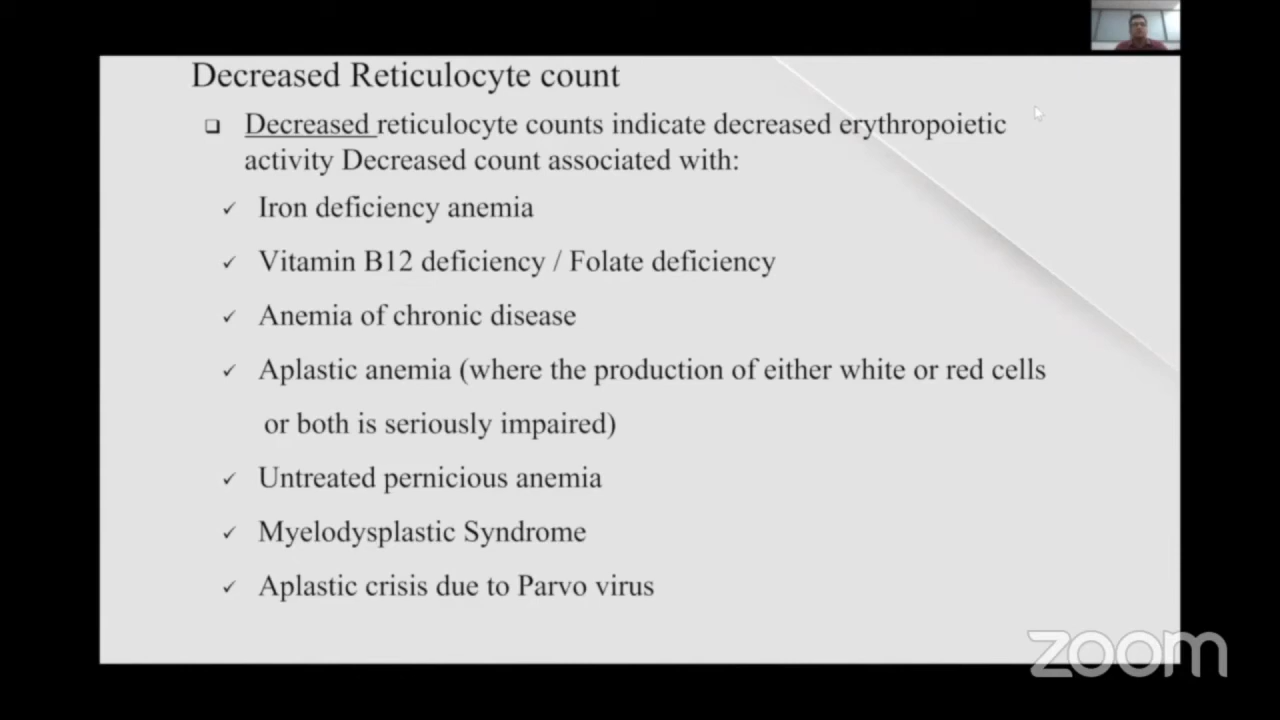 Decreased Reticulocyte count
Decreased reticulocyte counts indicate decreased erythropoietic
activity Decreased count associated with:
Iron deficiency anemia
Vitamin B12 deficiency / Folate deficiency
Anemia of chronic disease
Aplastic anemia (where the production of either white or red cells
or both is seriously impaired)
Untreated pernicious anemia
Myelodysplastic Syndrome
Aplastic crisis due to Parvo virus
zoom